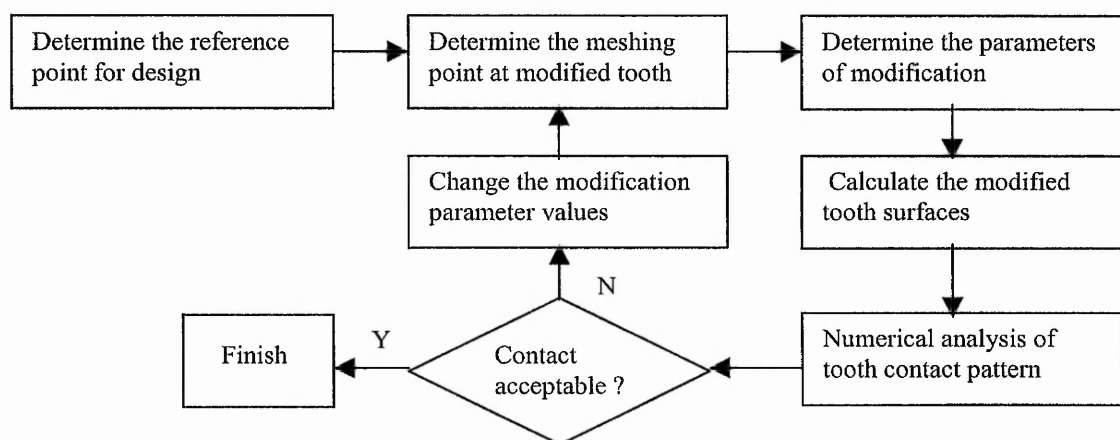 Determine the reference
point for design
Determine the meshing
point at modified tooth
Determine the parameters
of modification
Change the modification
parameter values
Calculate the modified
tooth surfaces
N
Y
Finish
Contact
acceptable ?
Numerical analysis of
tooth contact pattern